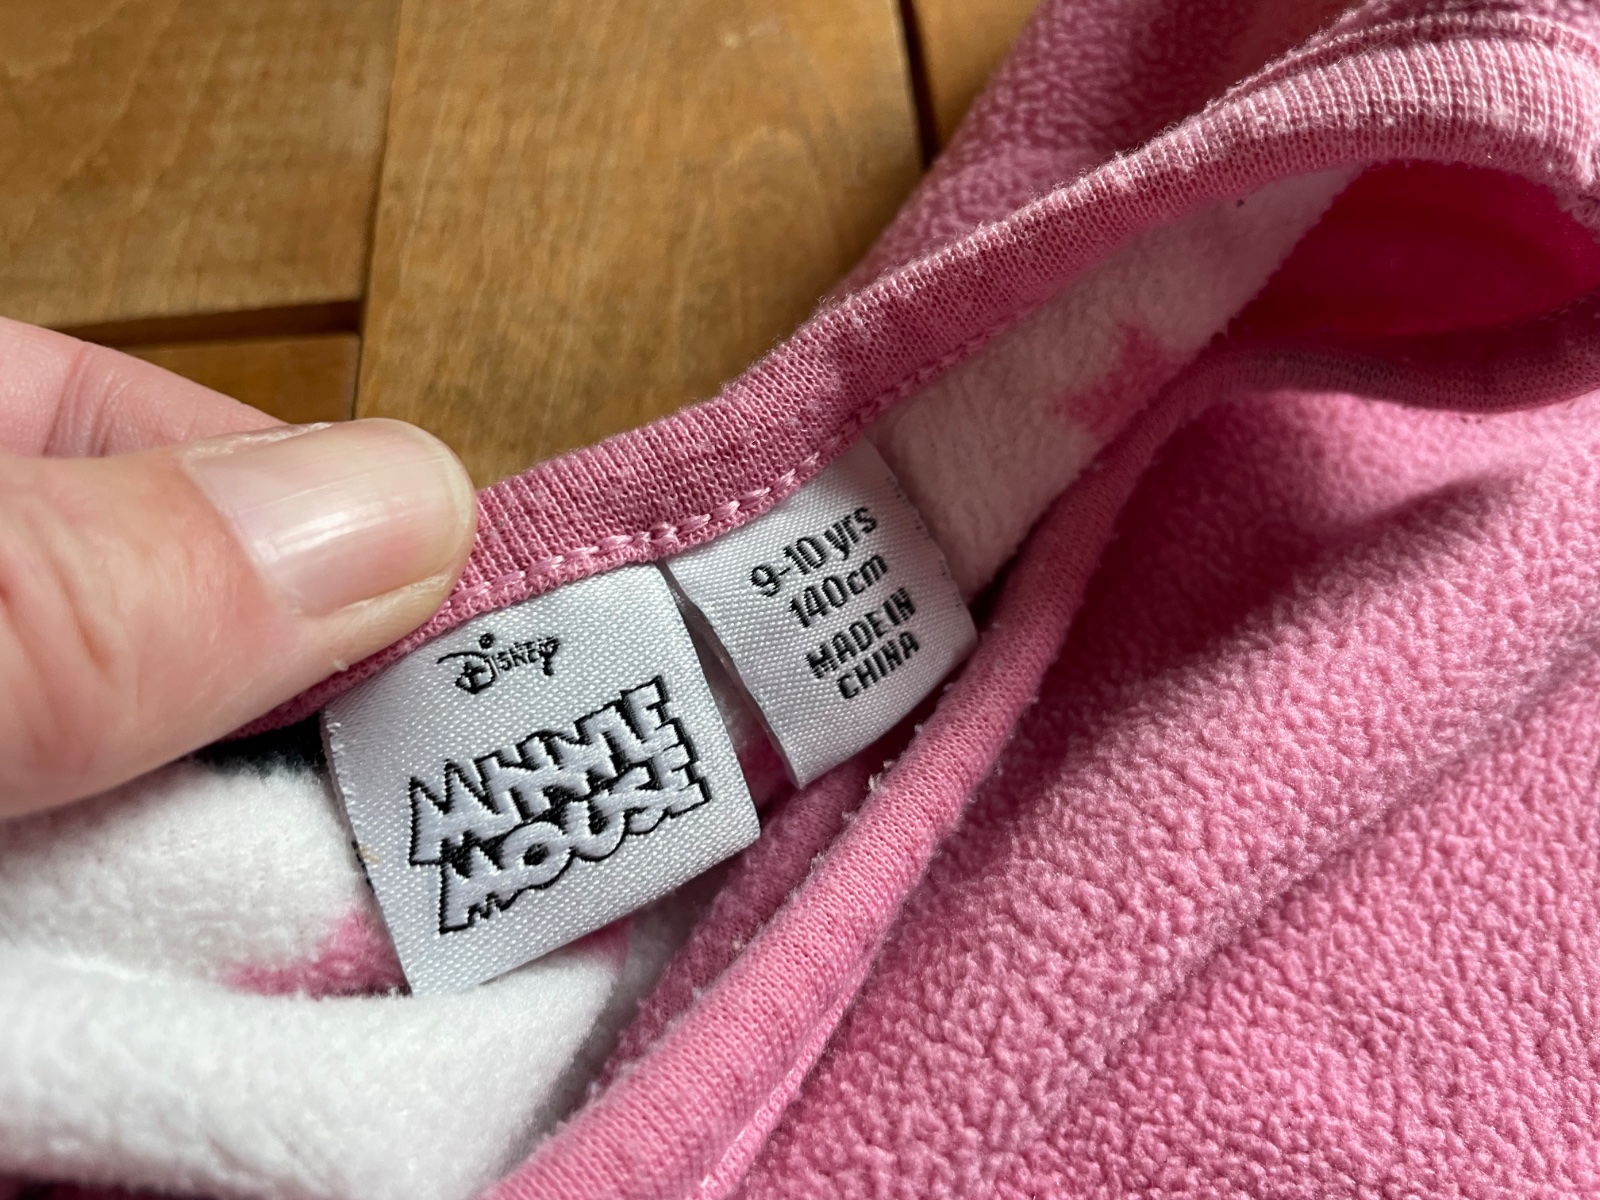 Disney
MINNIE
MOUSE
9-10 yrs
140cm
MADE IN
CHINA